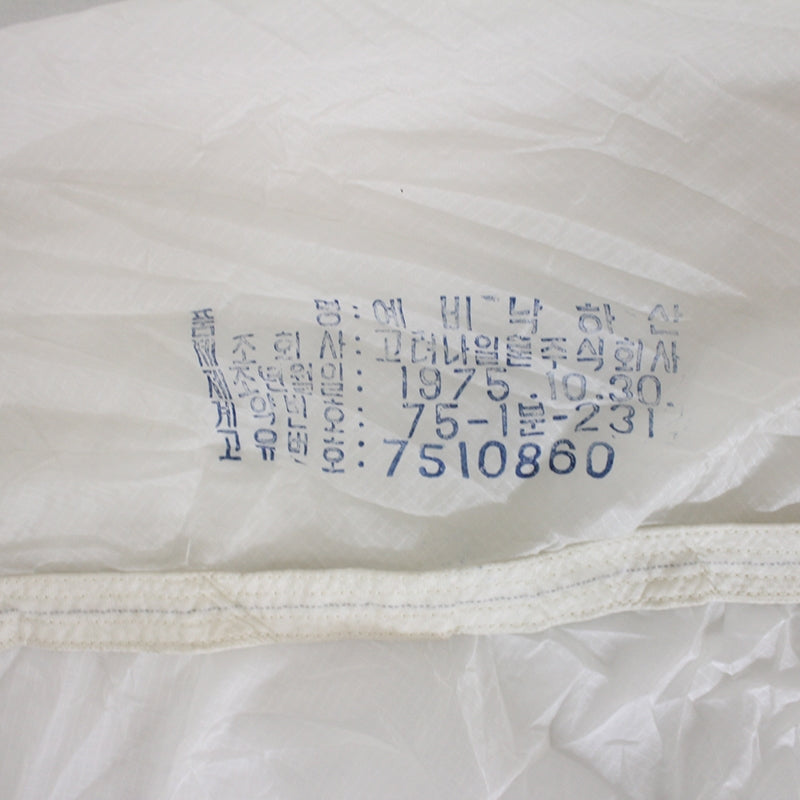 품 명: 예 비 낙 하 산
제 조 회 사: 고려나일론주식회사
제 조 년 월 일: 1975.10.30.
계 약 번 호: 75-1분-231
고 유 번 호: 7510860